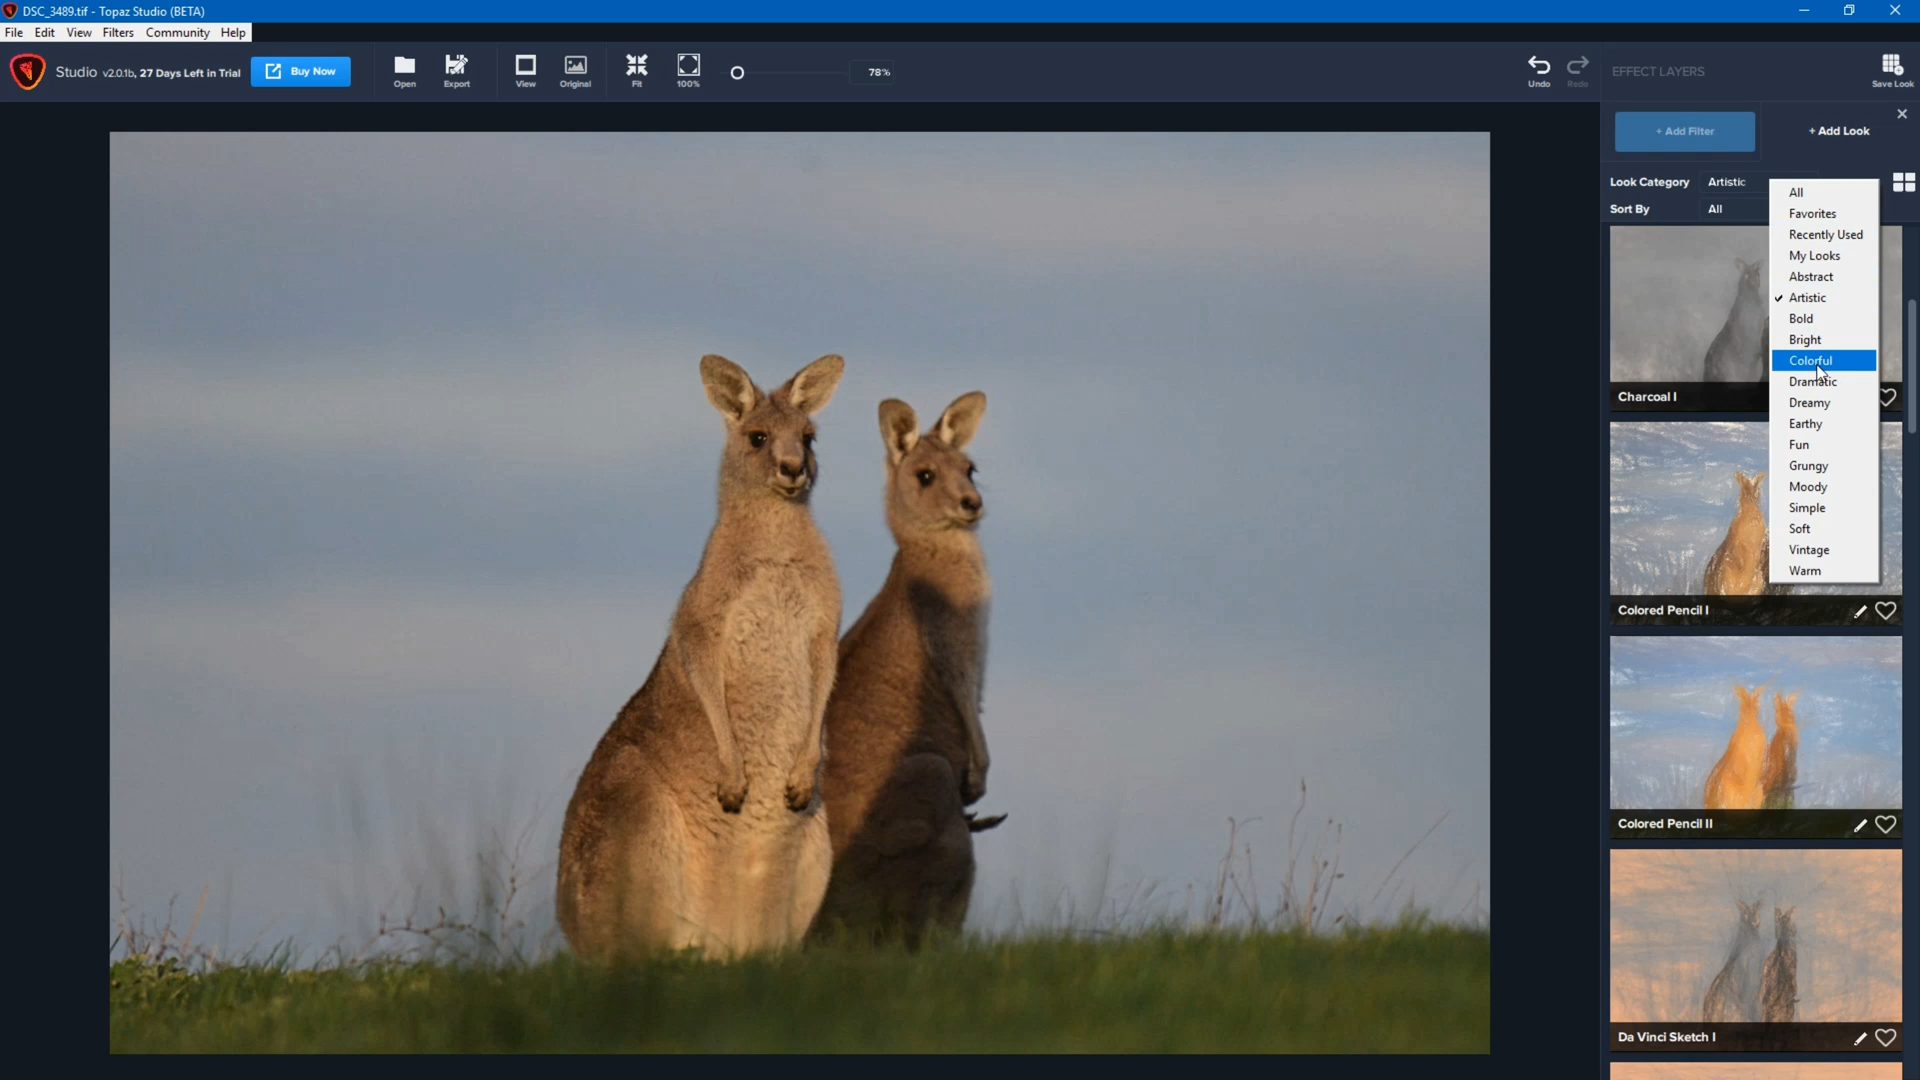 DSC_3489.tif - Topaz Studio (BETA)
File Edit View Filters Community Help
Studio v2.0.1b, 27 Days Left in Trial
Buy Now
Open
Export
View
Original
Fit
100%
78%
Undo
Redo
EFFECT LAYERS
Save Look
+ Add Filter
+ Add Look
Look Category Artistic
Sort By All
All
Favorites
Recently Used
My Looks
Abstract
Artistic
Bold
Bright
Colorful
Dramatic
Dreamy
Earthy
Fun
Grungy
Moody
Simple
Soft
Vintage
Warm
Charcoal I
Colored Pencil I
Colored Pencil II
Da Vinci Sketch I